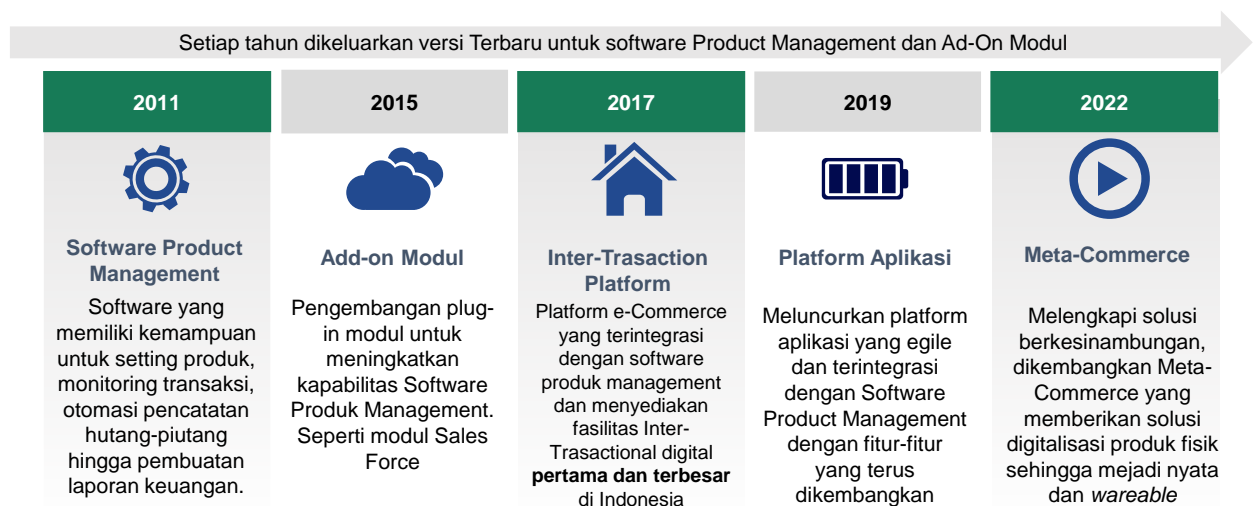 Setiap tahun dikeluarkan versi Terbaru untuk software Product Management dan Ad-On Modul
2011
Software Product
Management
Software yang
memiliki kemampuan
untuk setting produk,
monitoring transaksi,
otomasi pencatatan
hutang-piutang
hingga pembuatan
laporan keuangan.
2015
Add-on Modul
Pengembangan plug-
in modul untuk
meningkatkan
kapabilitas Software
Produk Management.
Seperti modul Sales
Force
2017
Inter-Trasaction
Platform
Platform e-Commerce
yang terintegrasi
dengan software
produk management
dan menyediakan
fasilitas Inter-
Trasactional digital
pertama dan terbesar
di Indonesia
2019
Platform Aplikasi
Meluncurkan platform
aplikasi yang egile
dan terintegrasi
dengan Software
Product Management
dengan fitur-fitur
yang terus
dikembangkan
2022
Meta-Commerce
Melengkapi solusi
berkesinambungan,
dikembangkan Meta-
Commerce yang
memberikan solusi
digitalisasi produk fisik
sehingga mejadi nyata
dan wareable